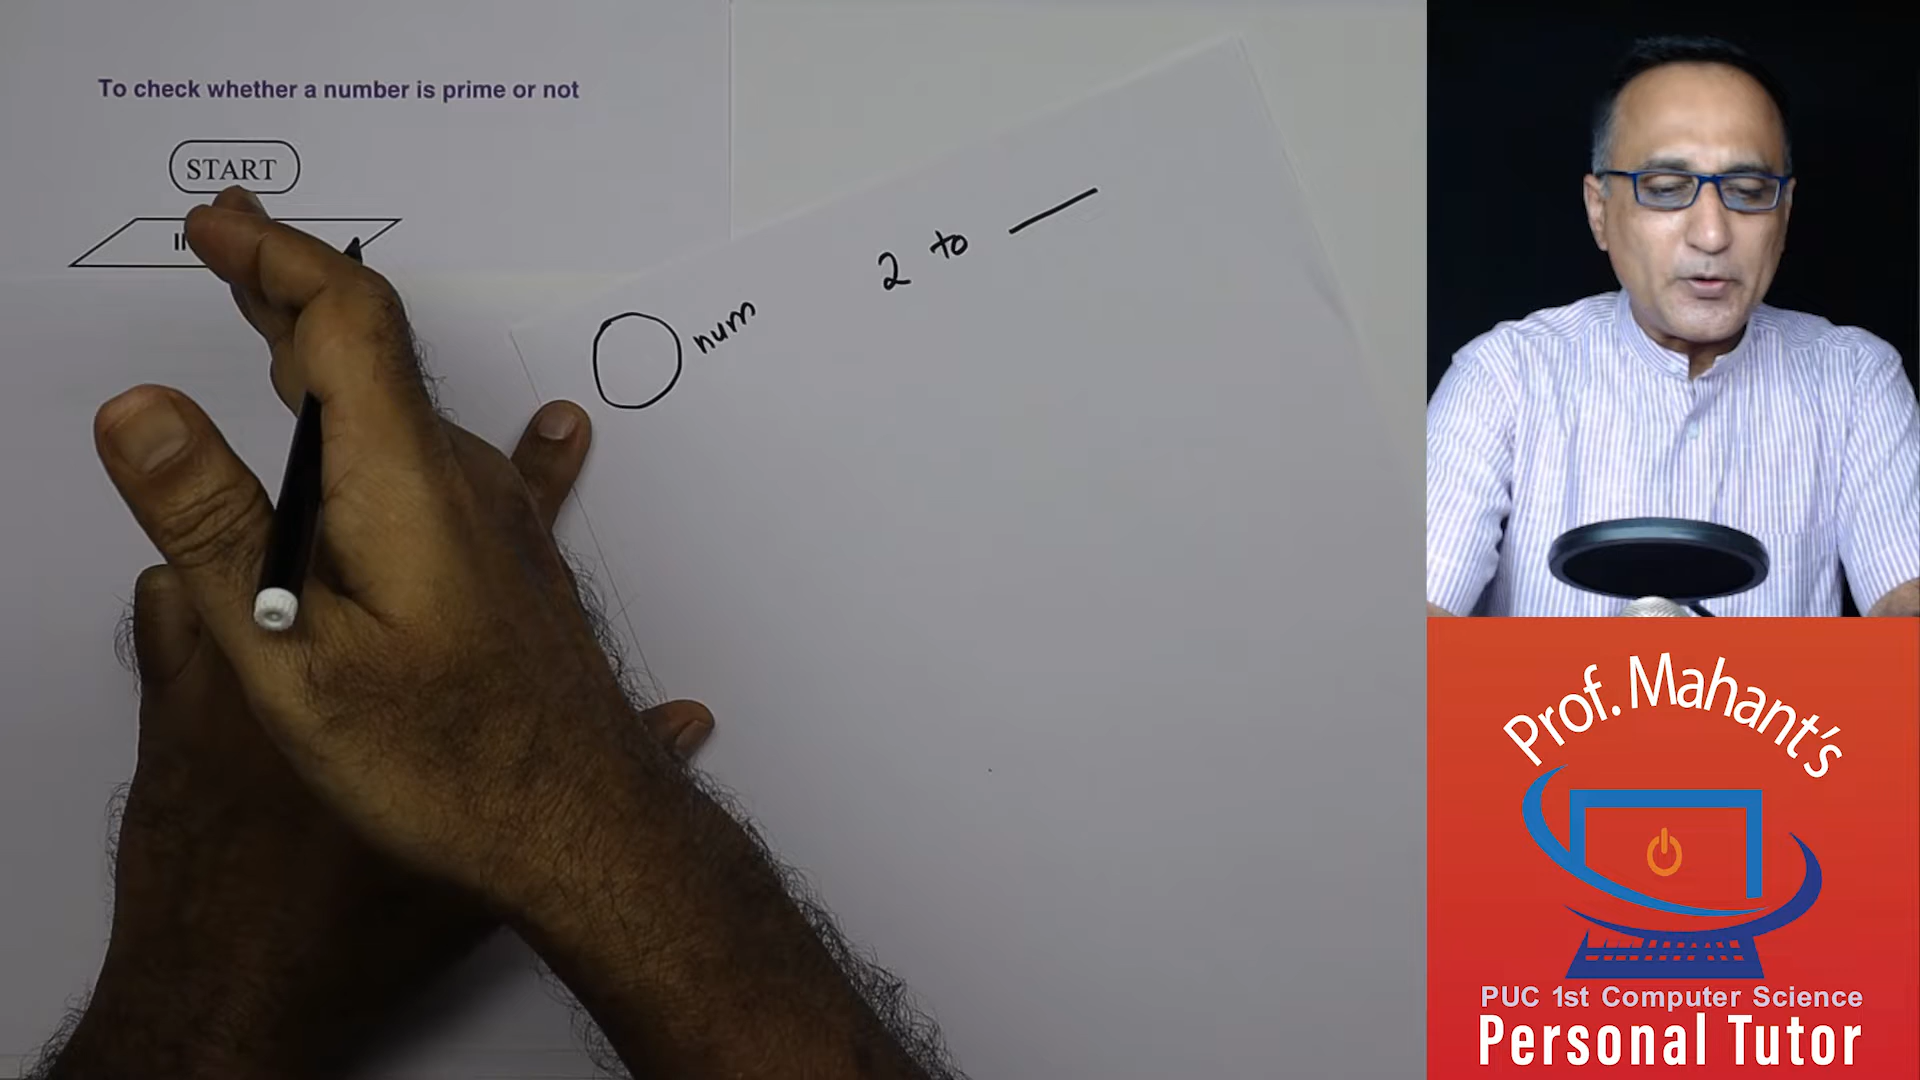 To check whether a number is prime or not
START
num
2 to
Prof. Mahant's
PUC 1st Computer Science
Personal Tutor